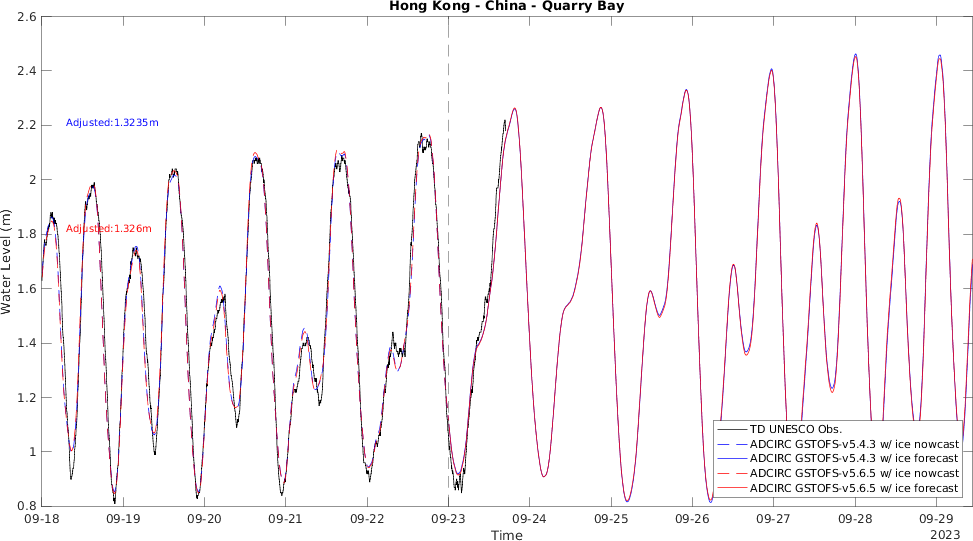 Hong Kong - China - Quarry Bay
2.6
2.4
2.2
2
1.8
1.6
1.4
1.2
1
0.8
Water Level (m)
Adjusted:1.3235m
Adjusted:1.326m
TD UNESCO Obs.
ADCIRC GSTOFS-v5.4.3 w/ ice nowcast
ADCIRC GSTOFS-v5.4.3 w/ ice forecast
ADCIRC GSTOFS-v5.6.5 w/ ice nowcast
ADCIRC GSTOFS-v5.6.5 w/ ice forecast
09-18 09-19 09-20 09-21 09-22 09-23 09-24 09-25 09-26 09-27 09-28 09-29
Time
2023